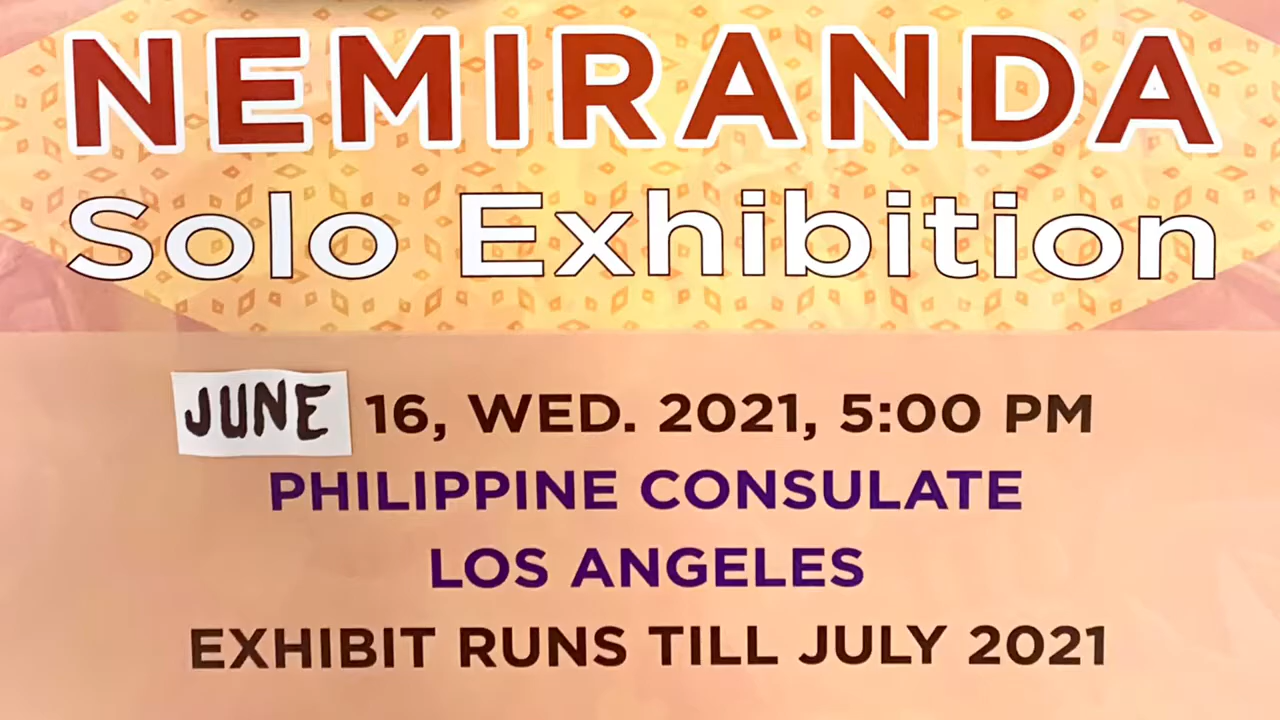 NEMIRANDA
Solo Exhibition
JUNE 16, WED. 2021, 5:00 PM
PHILIPPINE CONSULATE
LOS ANGELES
EXHIBIT RUNS TILL JULY 2021